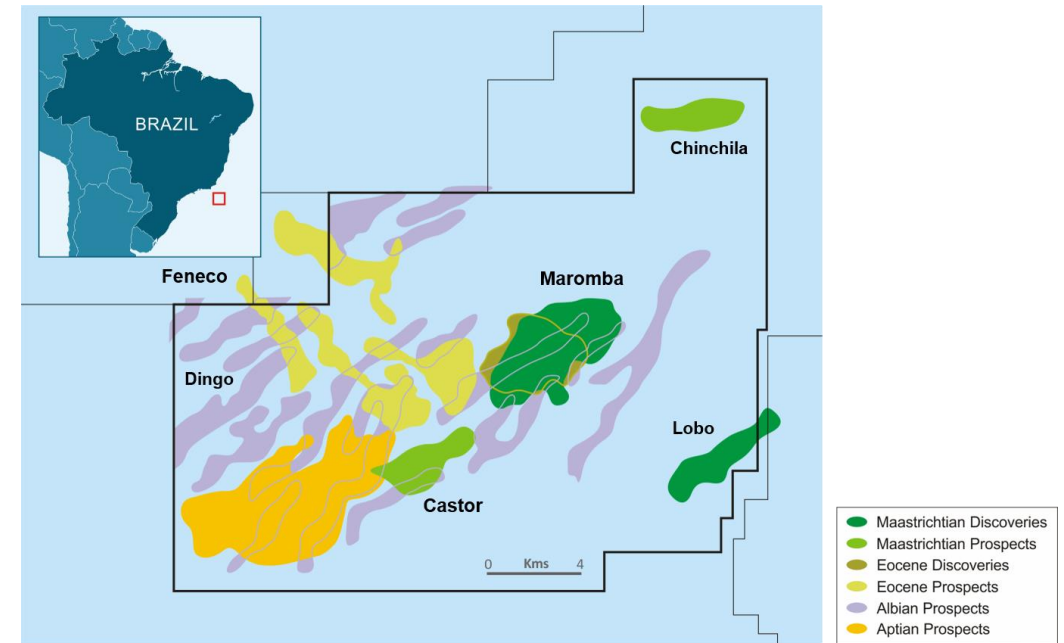 BRAZIL
Chinchila
Feneco
Maromba
Dingo
Lobo
Castor
0 Kms 4
Maastrichtian Discoveries
Maastrichtian Prospects
Eocene Discoveries
Eocene Prospects
Albian Prospects
Aptian Prospects